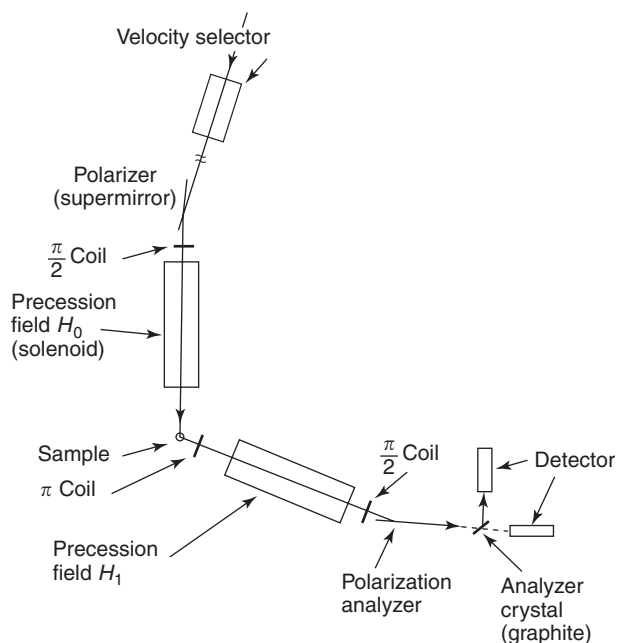 Velocity selector
Polarizer
(supermirror)
π/2 Coil
Precession
field H₀
(solenoid)
Sample
π Coil
π/2 Coil
Detector
Precession
field H₁
Polarization
analyzer
Analyzer
crystal
(graphite)